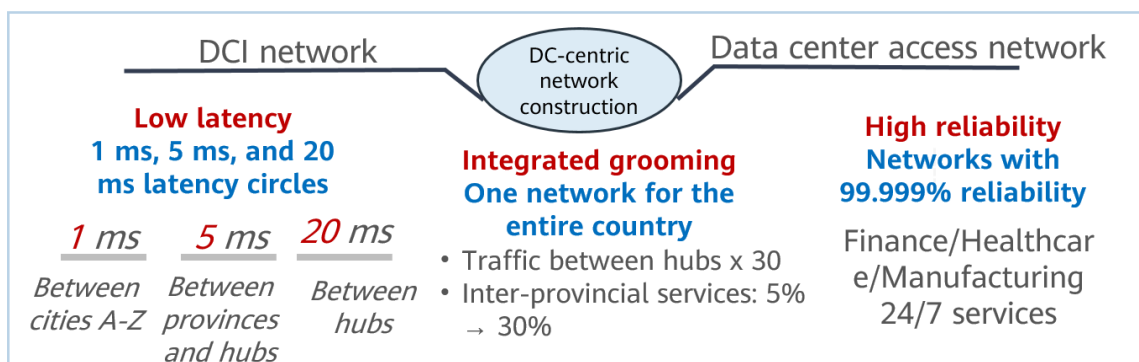 DCI network
DC-centric
network
construction
Data center access network
Low latency
1 ms, 5 ms, and 20
ms latency circles
1 ms
5 ms
20 ms
Between
cities A-Z
Between
provinces
and hubs
Between
hubs
Integrated grooming
One network for the
entire country
• Traffic between hubs x 30
• Inter-provincial services: 5%
→ 30%
High reliability
Networks with
99.999% reliability
Finance/Healthcar
e/Manufacturing
24/7 services